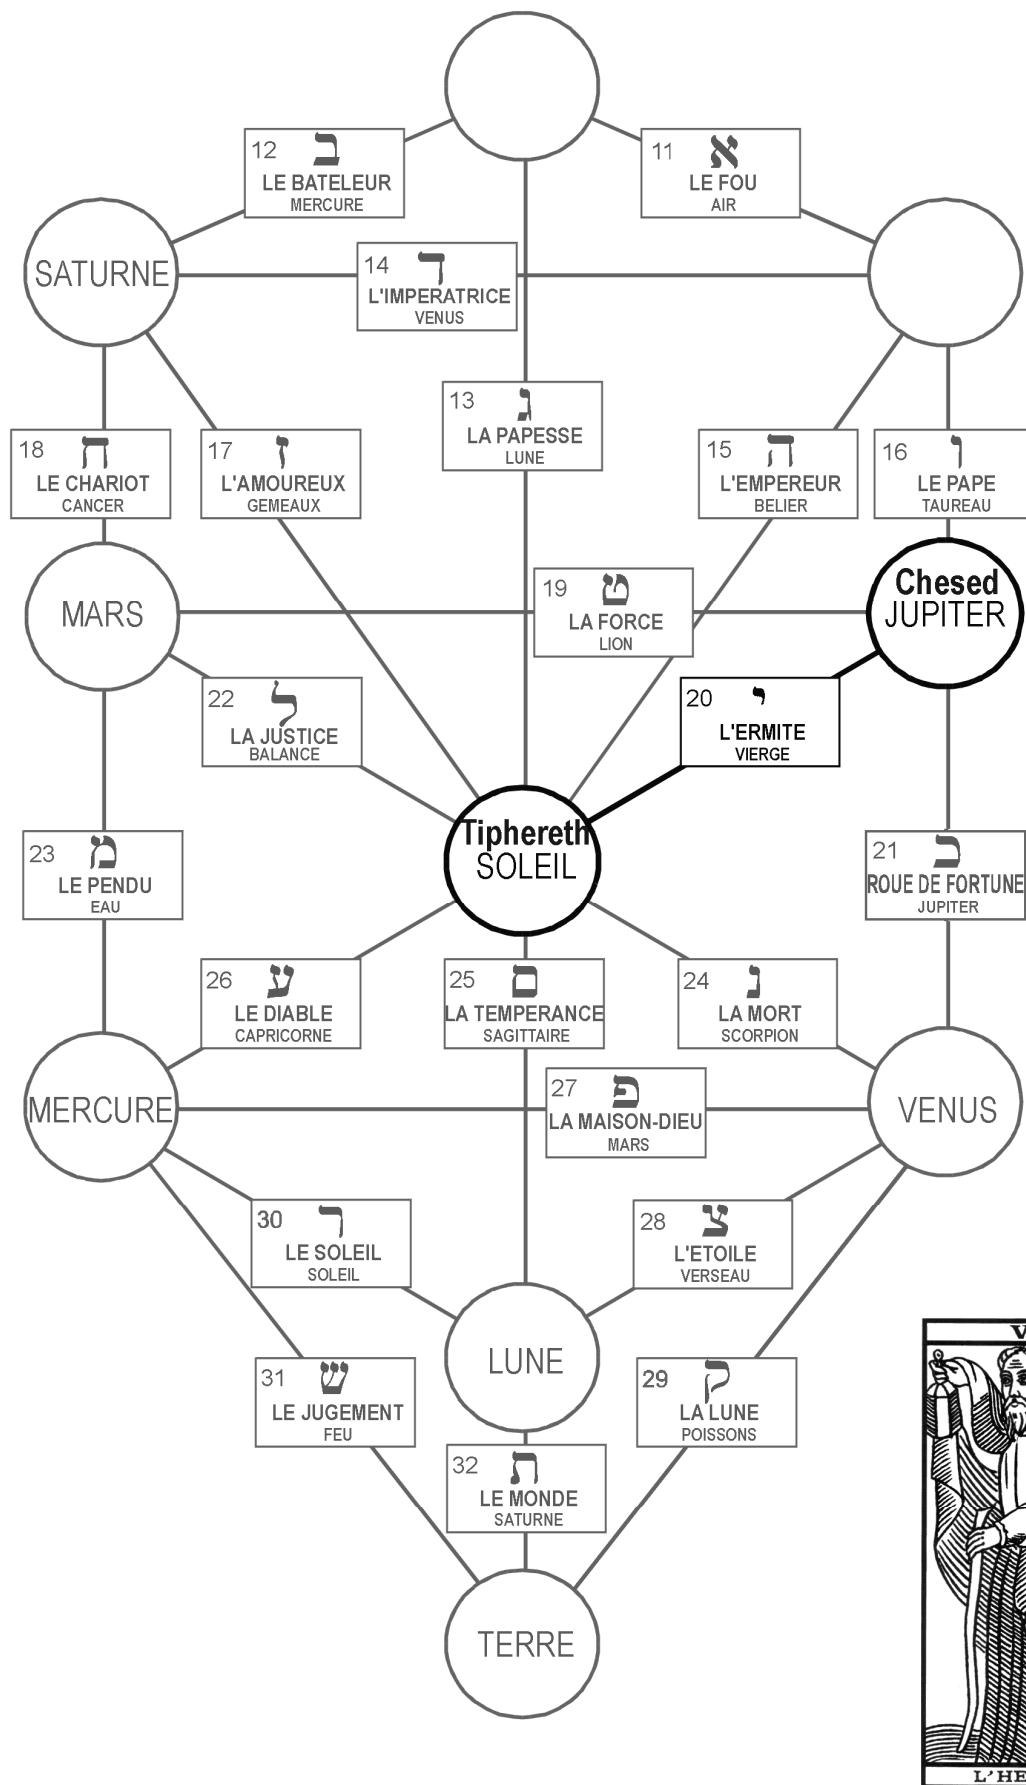 12 ב
LE BATELEUR
MERCURE
11 א
LE FOU
AIR
SATURNE
14 ד
L'IMPERATRICE
VENUS
13 ג
LA PAPESSE
LUNE
18 ח
LE CHARIOT
CANCER
17 ז
L'AMOUREUX
GEMEAUX
15 ה
L'EMPEREUR
BELIER
16 ו
LE PAPE
TAUREAU
MARS
19 ט
LA FORCE
LION
Chesed
JUPITER
22 ל
LA JUSTICE
BALANCE
20 י
L'ERMITE
VIERGE
Tiphereth
SOLEIL
23 מ
LE PENDU
EAU
21 כ
ROUE DE FORTUNE
JUPITER
26 ע
LE DIABLE
CAPRICORNE
25 ם
LA TEMPERANCE
SAGITTAIRE
24 נ
LA MORT
SCORPION
MERCURE
27 פ
LA MAISON-DIEU
MARS
VENUS
30 ר
LE SOLEIL
SOLEIL
28 צ
L'ETOILE
VERSEAU
LUNE
31 ש
LE JUGEMENT
FEU
29 ק
LA LUNE
POISSONS
32 ת
LE MONDE
SATURNE
TERRE
V
L'HE